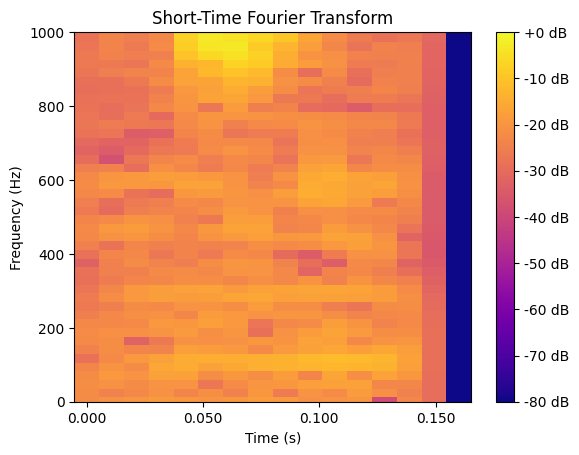 Short-Time Fourier Transform
1000
800
600
400
200
0
Frequency (Hz)
0.000
0.050
0.100
0.150
Time (s)
+0 dB
-10 dB
-20 dB
-30 dB
-40 dB
-50 dB
-60 dB
-70 dB
-80 dB